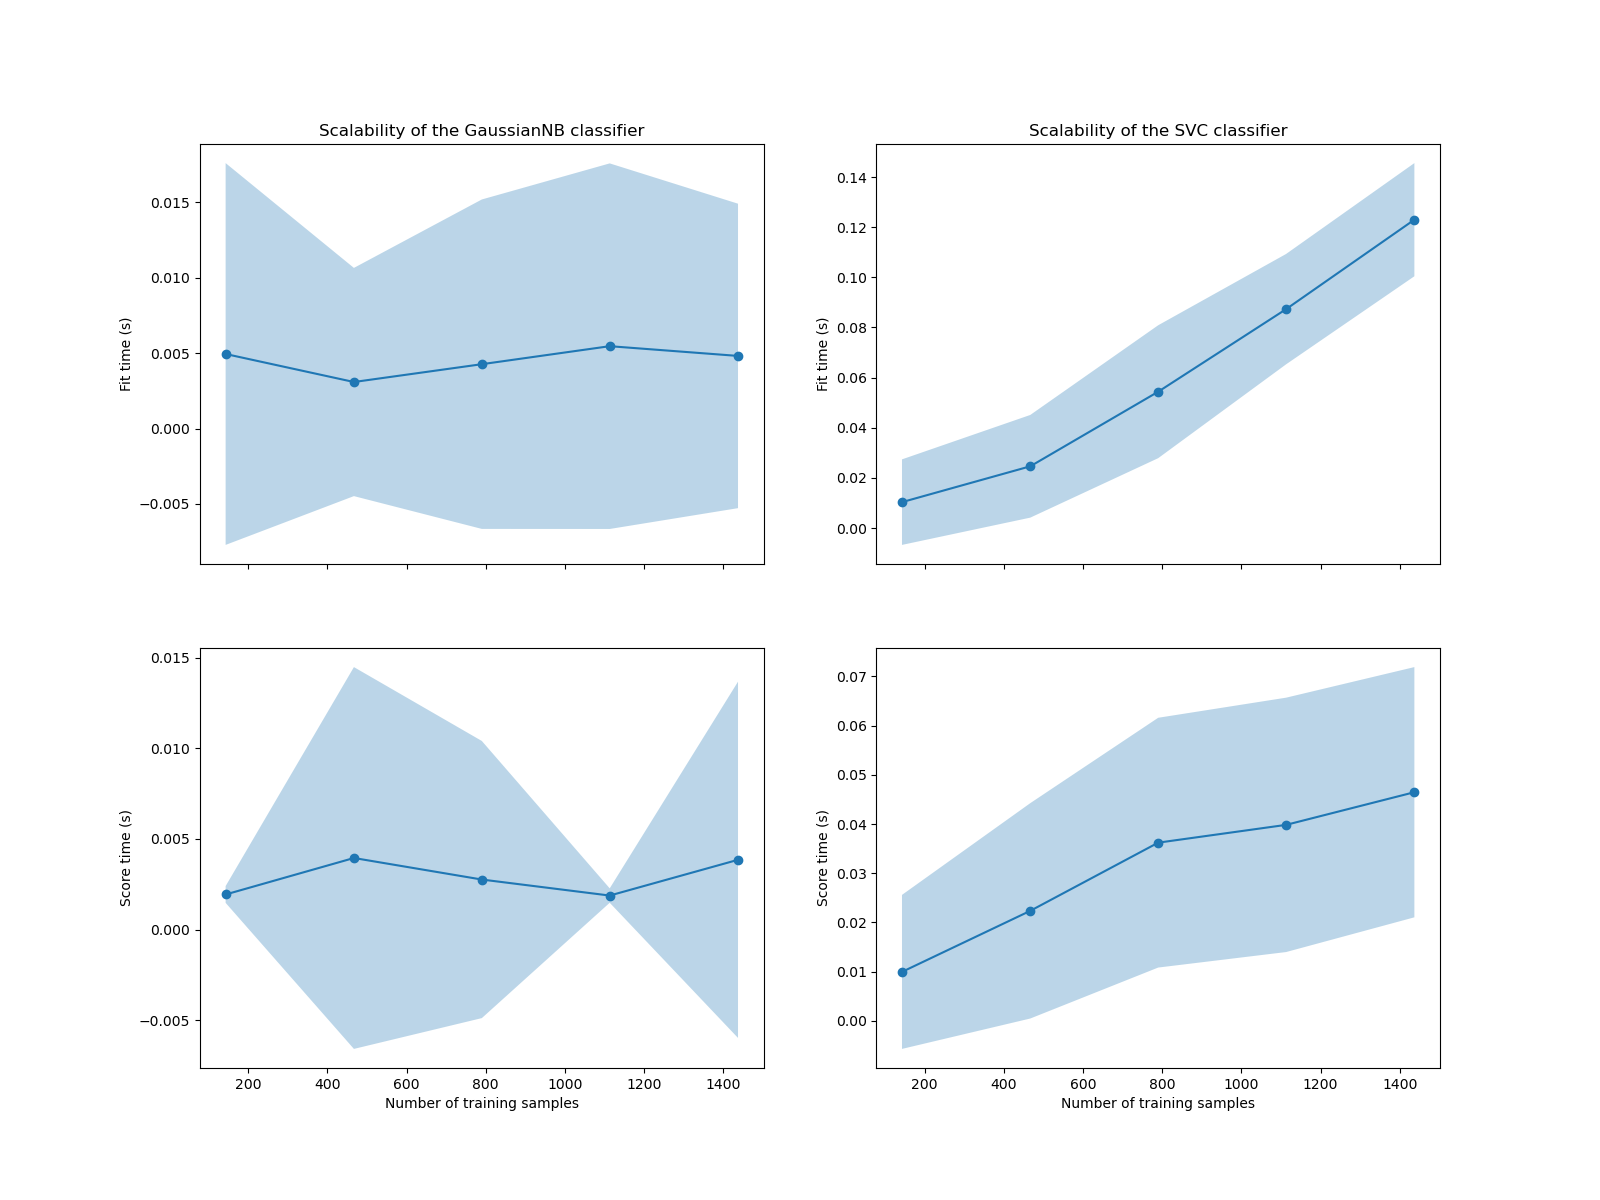 Scalability of the GaussianNB classifier
Fit time (s)
0.015
0.010
0.005
0.000
−0.005
Scalability of the SVC classifier
Fit time (s)
0.14
0.12
0.10
0.08
0.06
0.04
0.02
0.00
Score time (s)
0.015
0.010
0.005
0.000
−0.005
200 400 600 800 1000 1200 1400
Number of training samples
Score time (s)
0.07
0.06
0.05
0.04
0.03
0.02
0.01
0.00
200 400 600 800 1000 1200 1400
Number of training samples